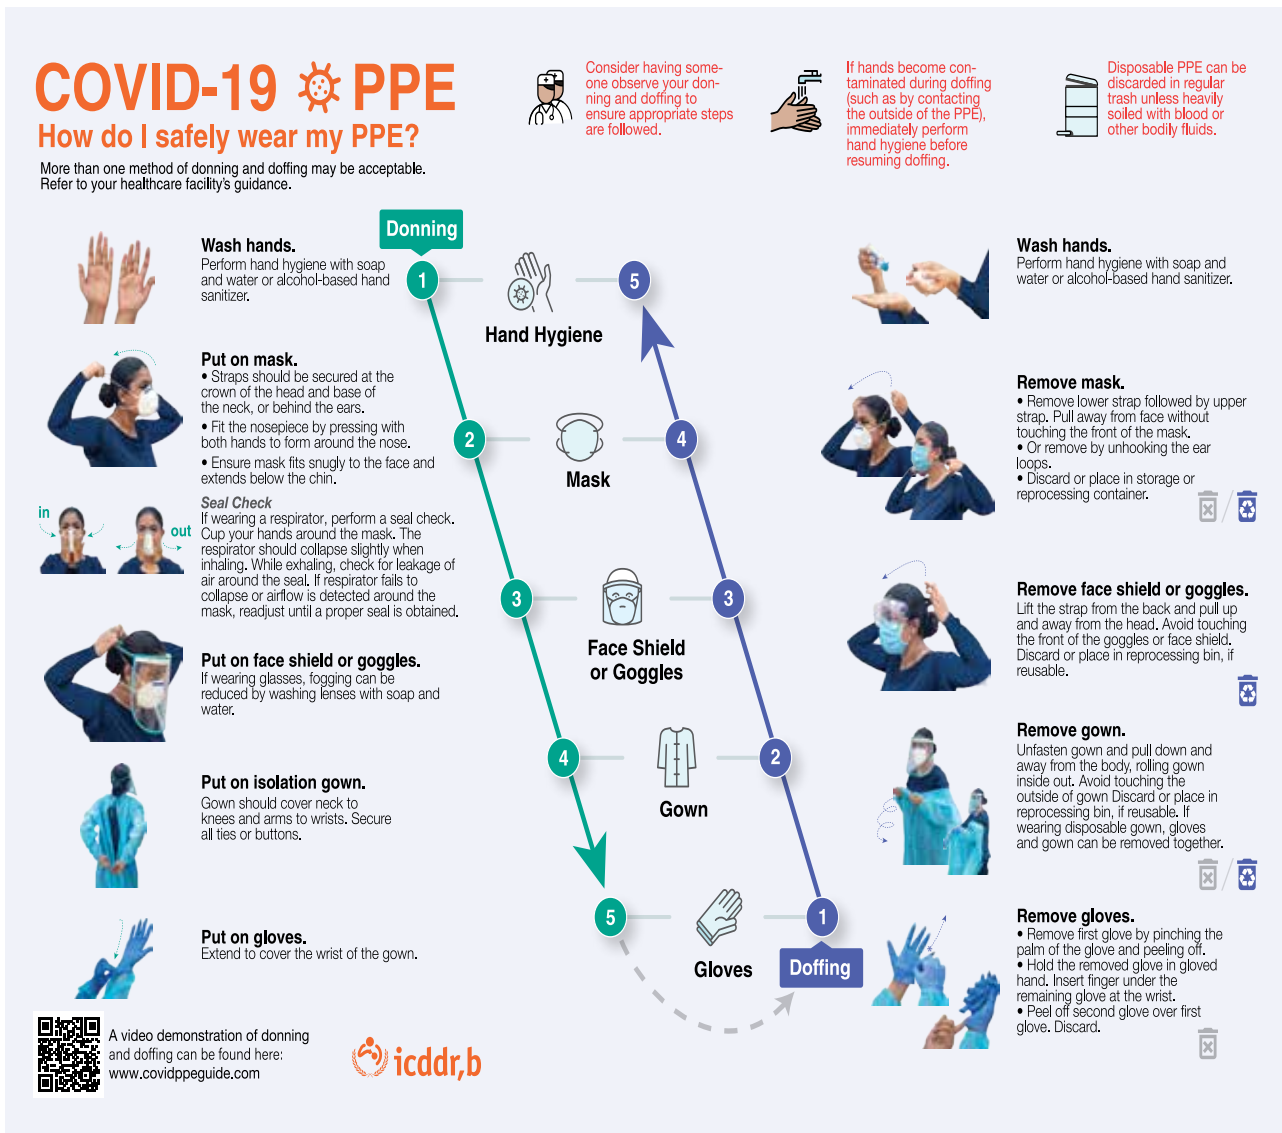 COVID-19 PPE
How do I safely wear my PPE?
More than one method of donning and doffing may be acceptable.
Refer to your healthcare facility's guidance.
Consider having some-
one observe your don-
ning and doffing to
ensure appropriate steps
are followed.
If hands become con-
taminated during doffing
(such as by contacting
the outside of the PPE),
immediately perform
hand hygiene before
resuming doffing.
Disposable PPE can be
discarded in regular
trash unless heavily
soiled with blood or
other bodily fluids.
Wash hands.
Perform hand hygiene with soap
and water or alcohol-based hand
sanitizer.
Put on mask.
• Straps should be secured at the
crown of the head and base of
the neck, or behind the ears.
• Fit the nosepiece by pressing with
both hands to form around the nose.
• Ensure mask fits snugly to the face and
extends below the chin.
in
out
Seal Check
If wearing a respirator, perform a seal check.
Cup your hands around the mask. The
respirator should collapse slightly when
inhaling. While exhaling, check for leakage of
air around the seal. If respirator fails to
collapse or airflow is detected around the
mask, readjust until a proper seal is obtained.
Put on face shield or goggles.
If wearing glasses, fogging can be
reduced by washing lenses with soap and
water.
Put on isolation gown.
Gown should cover neck to
knees and arms to wrists. Secure
all ties or buttons.
Put on gloves.
Extend to cover the wrist of the gown.
Donning
1
5
Hand Hygiene
2
4
Mask
3
3
Face Shield
or Goggles
4
2
Gown
5
1
Gloves
Doffing
Wash hands.
Perform hand hygiene with soap and
water or alcohol-based hand sanitizer.
Remove mask.
• Remove lower strap followed by upper
strap. Pull away from face without
touching the front of the mask.
• Or remove by unhooking the ear
loops.
• Discard or place in storage or
reprocessing container.
Remove face shield or goggles.
Lift the strap from the back and pull up
and away from the head. Avoid touching
the front of the goggles or face shield.
Discard or place in reprocessing bin, if
reusable.
Remove gown.
Unfasten gown and pull down and
away from the body, rolling gown
inside out. Avoid touching the
outside of gown Discard or place in
reprocessing bin, if reusable. If
wearing disposable gown, gloves
and gown can be removed together.
Remove gloves.
• Remove first glove by pinching the
palm of the glove and peeling off.
• Hold the removed glove in gloved
hand. Insert finger under the
remaining glove at the wrist.
• Peel off second glove over first
glove. Discard.
A video demonstration of donning
and doffing can be found here:
www.covidppeguide.com
icddr,b